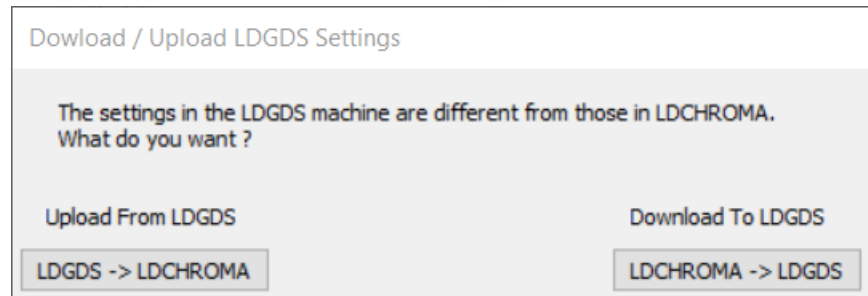 Dowload / Upload LDGDS Settings
The settings in the LDGDS machine are different from those in LDCHROMA.
What do you want ?
Upload From LDGDS
Download To LDGDS
LDGDS -> LDCHROMA
LDCHROMA -> LDGDS